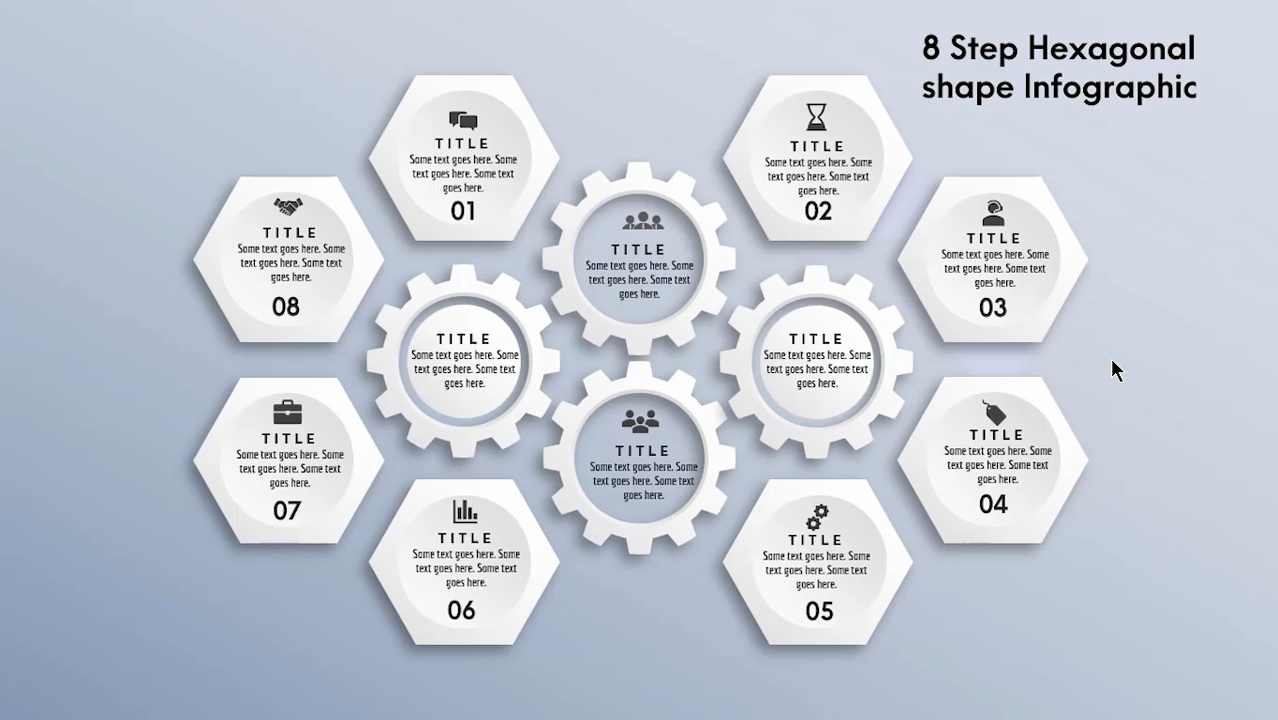 8 Step Hexagonal
shape Infographic
TITLE
Some text goes here. Some
text goes here. Some text
goes here.
01
TITLE
Some text goes here. Some
text goes here. Some text
goes here.
02
TITLE
Some text goes here. Some
text goes here. Some text
goes here.
03
TITLE
Some text goes here. Some
text goes here. Some text
goes here.
04
TITLE
Some text goes here. Some
text goes here. Some text
goes here.
05
TITLE
Some text goes here. Some
text goes here. Some text
goes here.
06
TITLE
Some text goes here. Some
text goes here. Some text
goes here.
07
TITLE
Some text goes here. Some
text goes here. Some text
goes here.
08
TITLE
Some text goes here. Some
text goes here. Some text
goes here.
TITLE
Some text goes here. Some
text goes here. Some text
goes here.
TITLE
Some text goes here. Some
text goes here. Some text
goes here.
TITLE
Some text goes here. Some
text goes here. Some text
goes here.